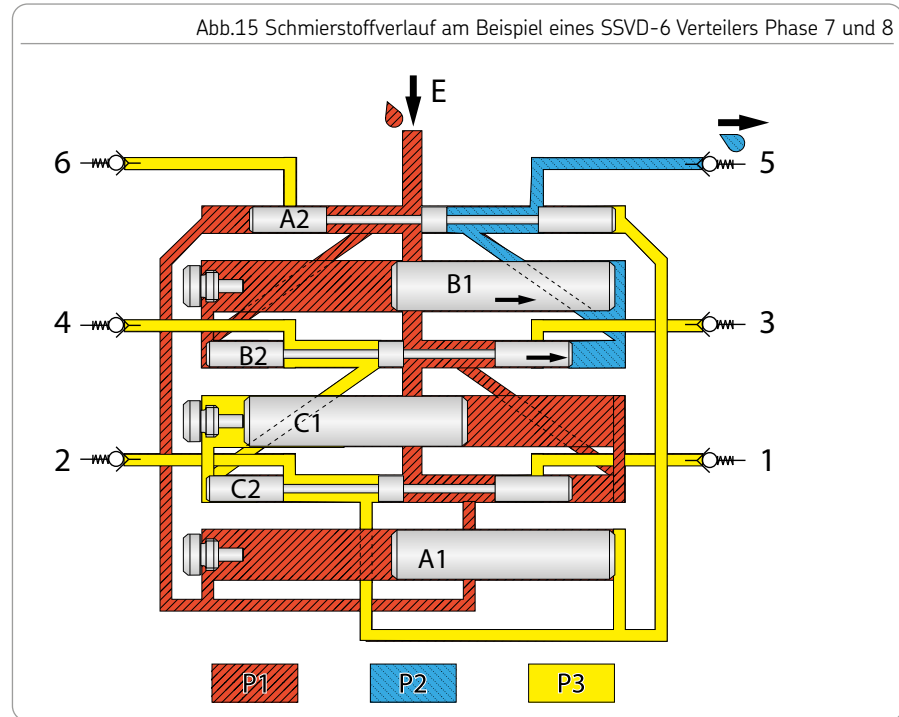 Abb.15 Schmierstoffverlauf am Beispiel eines SSVD-6 Verteilers Phase 7 und 8
E
6
5
A2
B1
4
3
B2
C1
2
1
C2
A1
P1
P2
P3